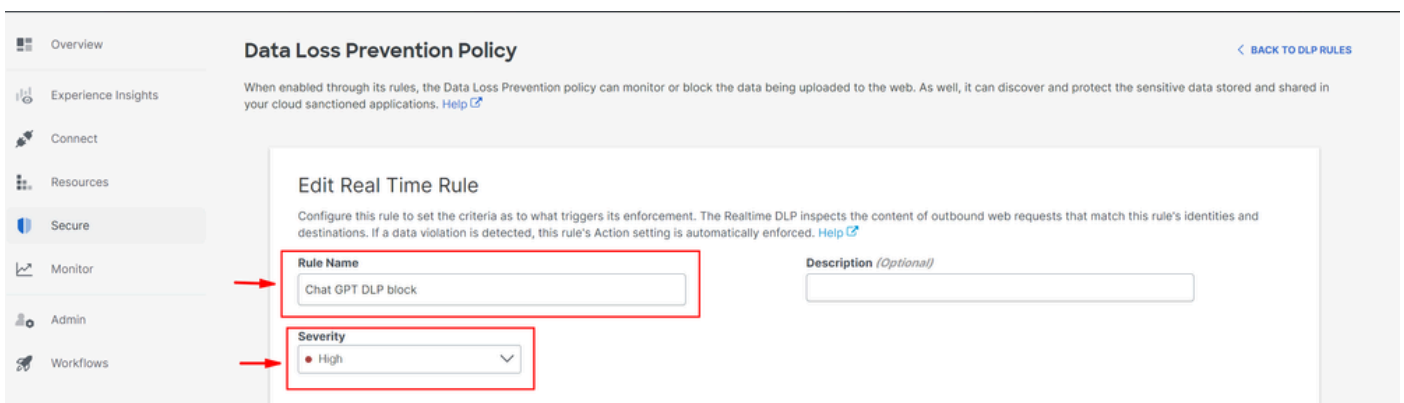 Overview
Experience Insights
Connect
Resources
Secure
Monitor
Admin
Workflows
Data Loss Prevention Policy
BACK TO DLP RULES
When enabled through its rules, the Data Loss Prevention policy can monitor or block the data being uploaded to the web. As well, it can discover and protect the sensitive data stored and shared in
your cloud sanctioned applications. Help
Edit Real Time Rule
Configure this rule to set the criteria as to what triggers its enforcement. The Realtime DLP inspects the content of outbound web requests that match this rule's identities and
destinations. If a data violation is detected, this rule's Action setting is automatically enforced. Help
Rule Name
Description (Optional)
Chat GPT DLP block
Severity
High